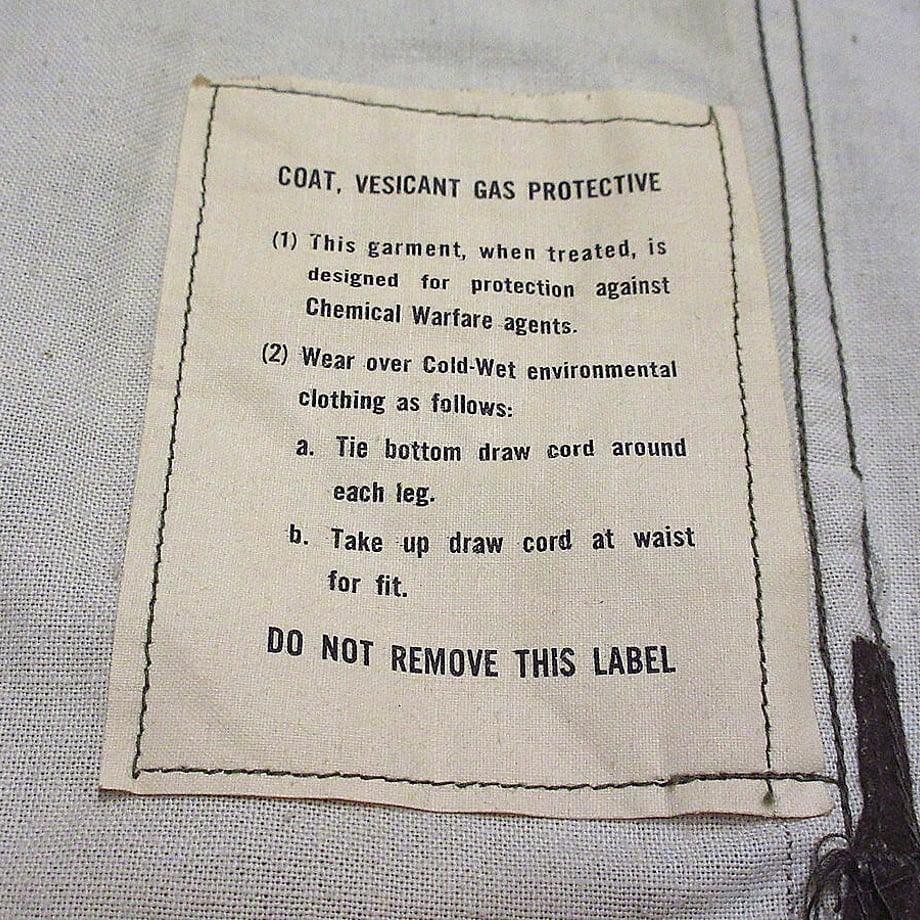 COAT, VESICANT GAS PROTECTIVE
(1) This garment, when treated, is
designed for protection against
Chemical Warfare agents.
(2) Wear over Cold-Wet environmental
clothing as follows:
a. Tie bottom draw cord around
each leg.
b. Take up draw cord at waist
for fit.
DO NOT REMOVE THIS LABEL